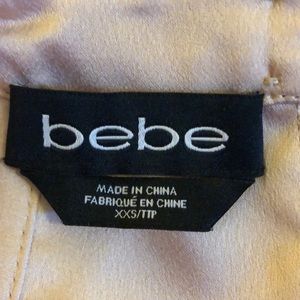 bebe
MADE IN CHINA
FABRIQUÉ EN CHINE
XXS/TTP